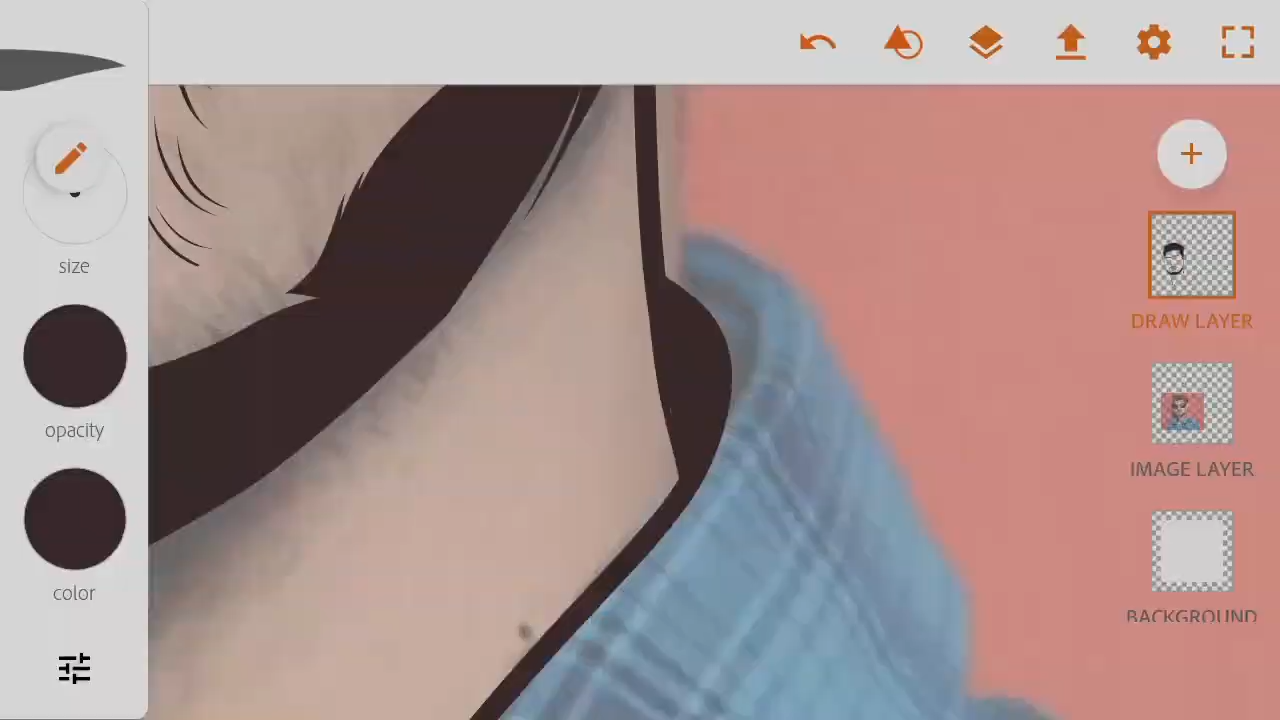 size
opacity
color
DRAW LAYER
IMAGE LAYER
BACKGROUND